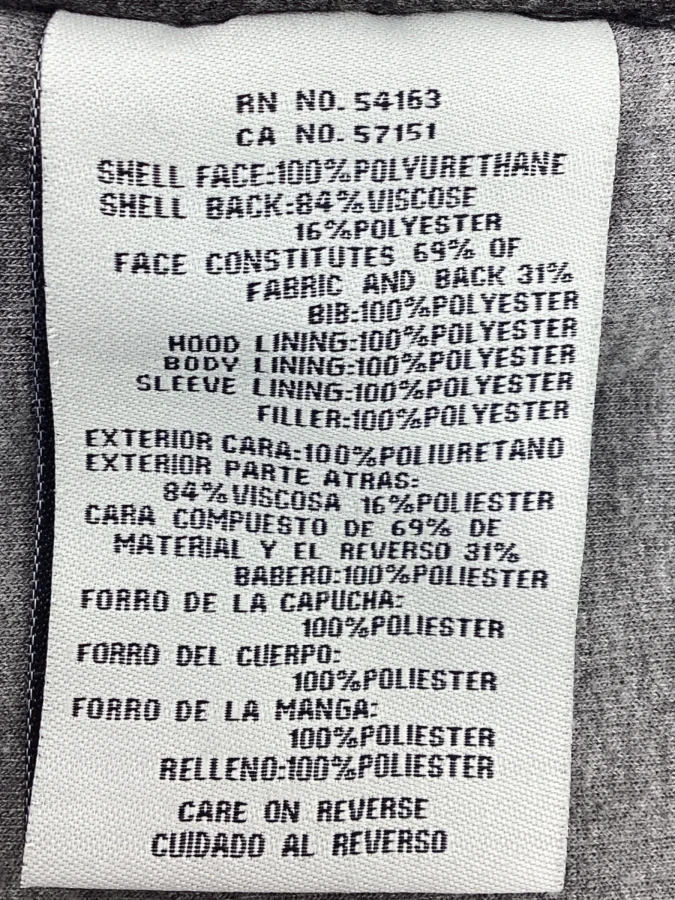 RN NO. 54163
CA NO. 57151
SHELL FACE:100%POLYURETHANE
SHELL BACK:84%VISCOSE
16%POLYESTER
FACE CONSTITUTES 69% OF
FABRIC AND BACK 31%
BIB:100%POLYESTER
HOOD LINING:100%POLYESTER
BODY LINING:100%POLYESTER
SLEEVE LINING:100%POLYESTER
FILLER:100%POLYESTER
EXTERIOR CARA:100%POLIURETANO
EXTERIOR PARTE ATRAS:
84%VISCOSA 16%POLIESTER
CARA COMPUESTO DE 69% DE
MATERIAL Y EL REVERSO 31%
BABERO:100%POLIESTER
FORRO DE LA CAPUCHA:
100%POLIESTER
FORRO DEL CUERPO:
100%POLIESTER
FORRO DE LA MANGA:
100%POLIESTER
RELLENO:100%POLIESTER
CARE ON REVERSE
CUIDADO AL REVERSO